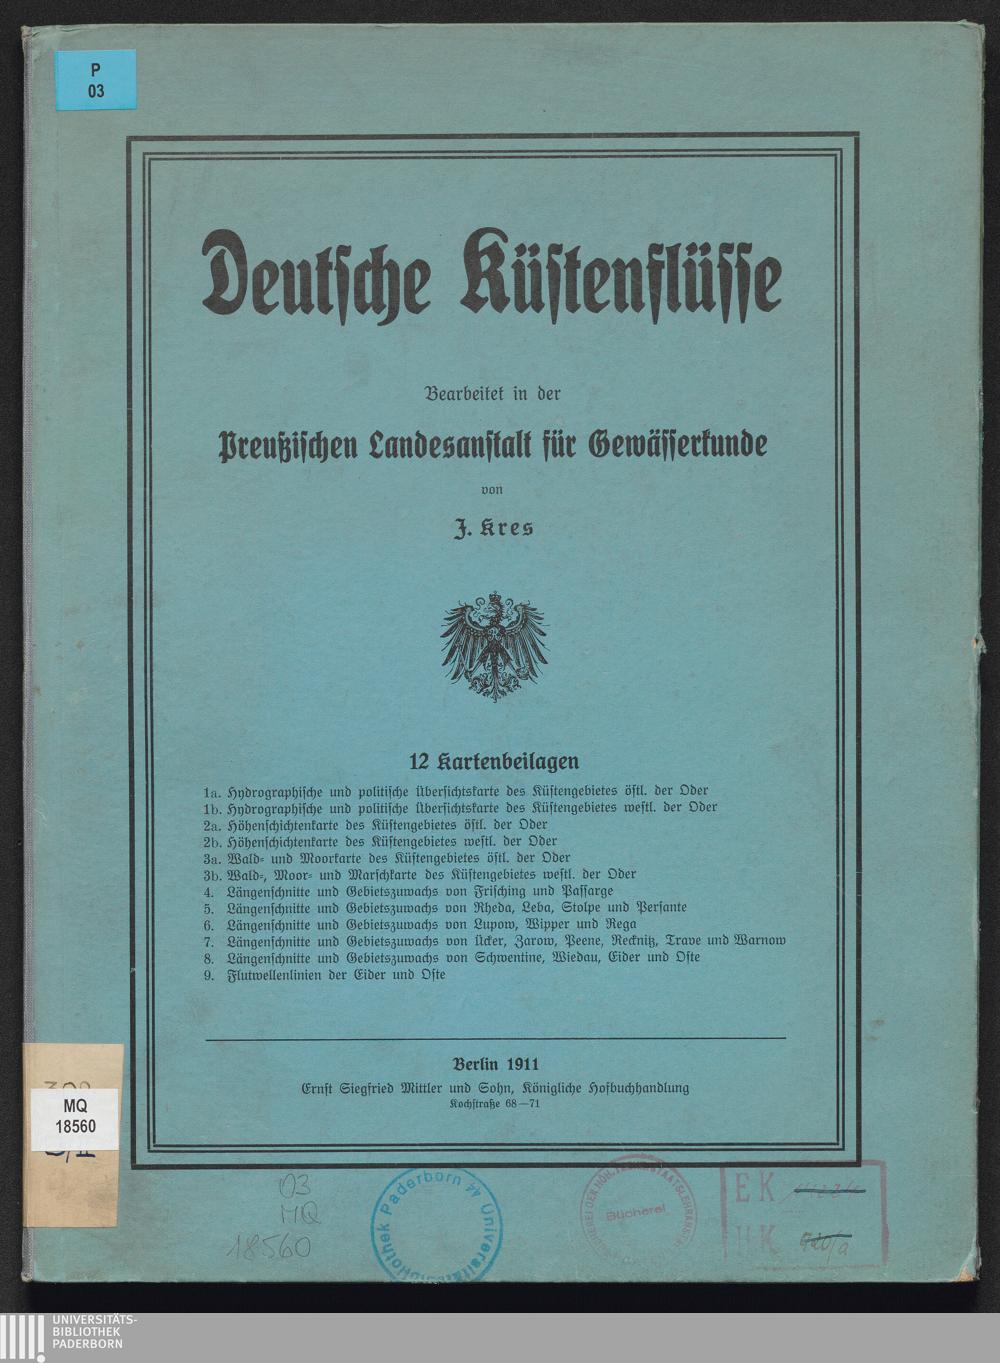 P
03
Deutsche Küstenflüsse
Bearbeitet in der
Preußischen Landesanstalt für Gewässerkunde
von
J. Kres
12 Kartenbeilagen
1a. Hydrographische und politische Übersichtskarte des Küstengebietes östl. der Oder
1b. Hydrographische und politische Übersichtskarte des Küstengebietes westl. der Oder
2a. Höhenschichtenkarte des Küstengebietes östl. der Oder
2b. Höhenschichtenkarte des Küstengebietes westl. der Oder
3a. Wald- und Moorkarte des Küstengebietes östl. der Oder
3b. Wald-, Moor- und Marschkarte des Küstengebietes westl. der Oder
4. Längenschnitte und Gebietszuwachs von Frisching und Passarge
5. Längenschnitte und Gebietszuwachs von Rheda, Leba, Stolpe und Persante
6. Längenschnitte und Gebietszuwachs von Lupow, Wipper und Rega
7. Längenschnitte und Gebietszuwachs von Ücker, Zarow, Peene, Recknitz, Trave und Warnow
8. Längenschnitte und Gebietszuwachs von Schwentine, Wiedau, Eider und Oste
9. Flutwellenlinien der Eider und Oste
Berlin 1911
Ernst Siegfried Mittler und Sohn, Königliche Hofbuchhandlung
Kochstraße 68—71
MQ
18560
03
MQ
18560
Paderborn
Universitätsbibliothek
Bücherei
EK
UK
UNIVERSITÄTS-
BIBLIOTHEK
PADERBORN